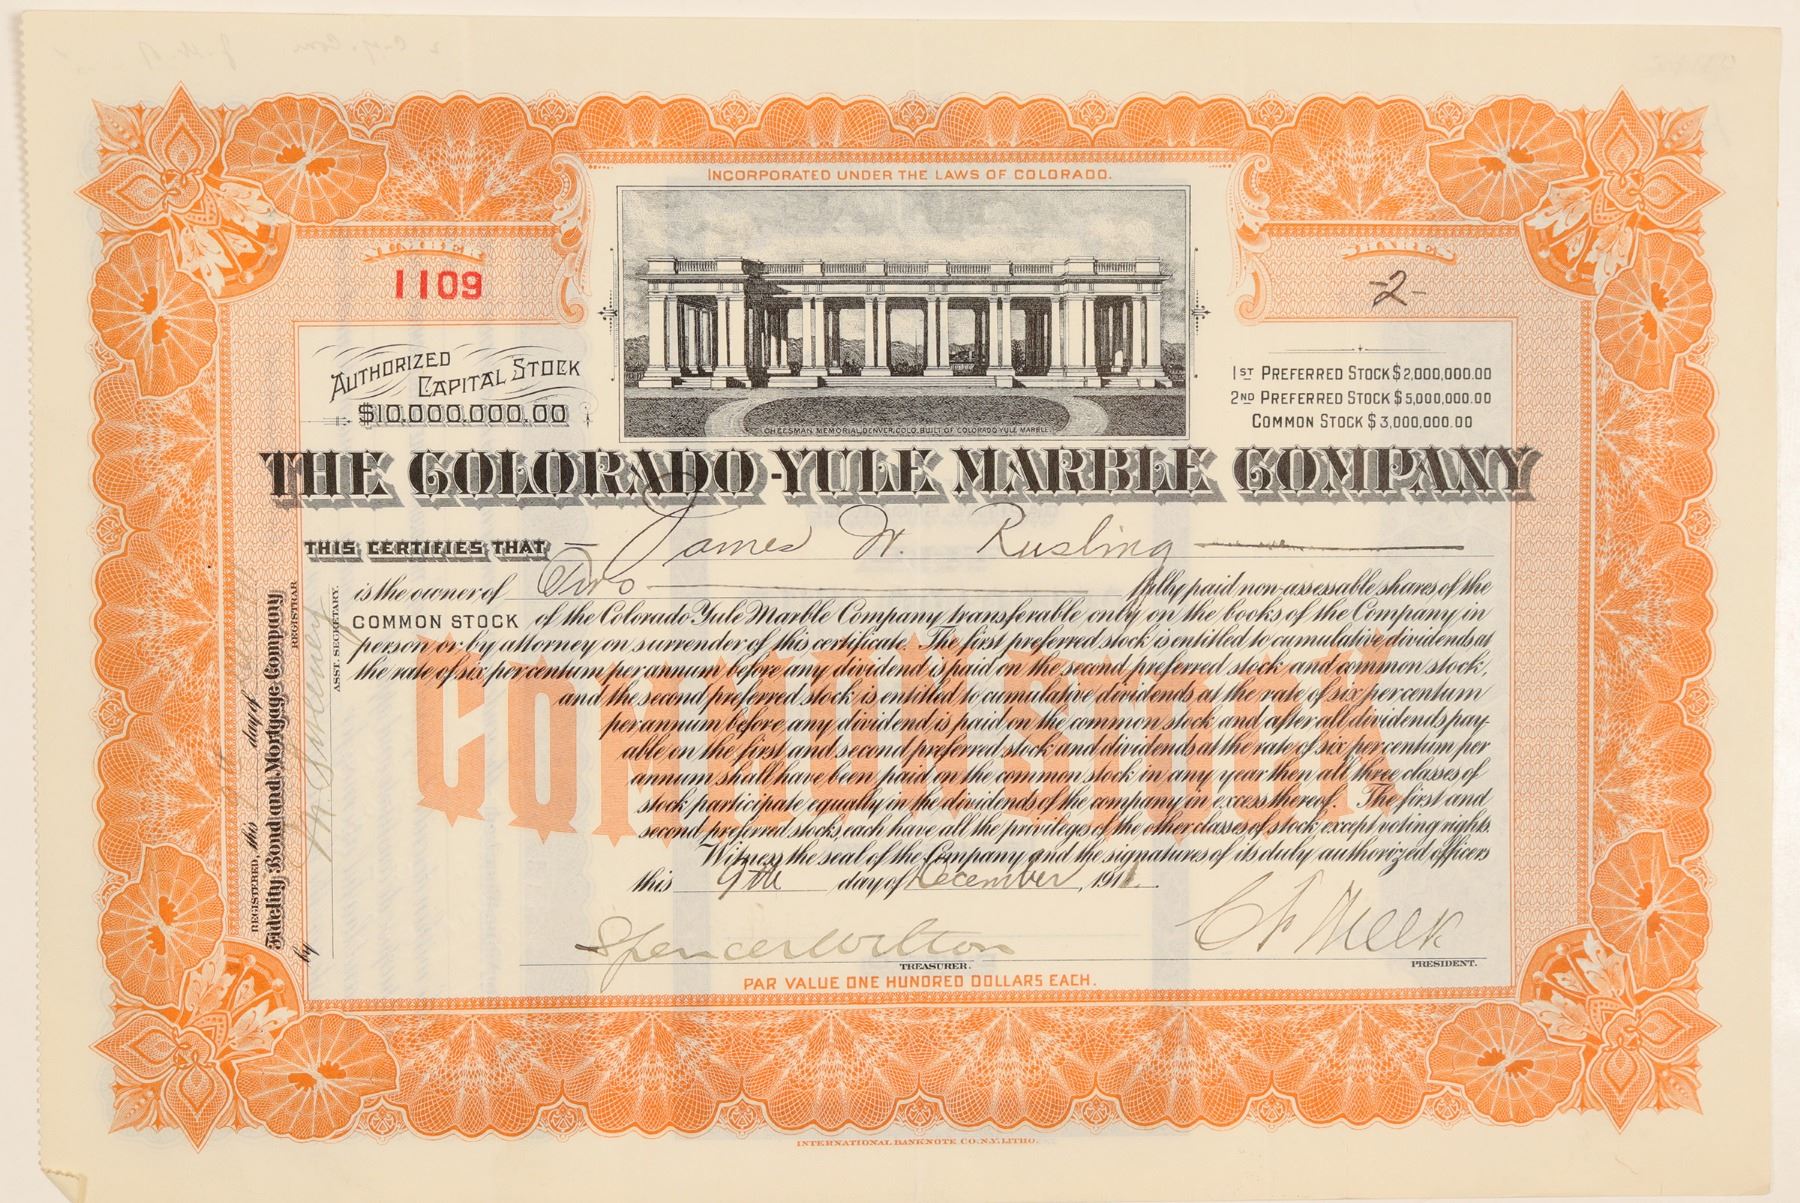 INCORPORATED UNDER THE LAWS OF COLORADO.
NUMBER
1109
SHARES
-2-
AUTHORIZED
CAPITAL STOCK
$10,000,000.00
1ST PREFERRED STOCK $2,000,000.00
2ND PREFERRED STOCK $5,000,000.00
COMMON STOCK $3,000,000.00
CHEESMAN MEMORIAL, DENVER, COLO. BUILT OF COLORADO YULE MARBLE
THE COLORADO-YULE MARBLE COMPANY
THIS CERTIFIES THAT James W. Rusling
is the owner of Two fully paid non-assessable shares of the
COMMON STOCK of the Colorado Yule Marble Company transferable only on the books of the Company in
person or by attorney on surrender of this certificate. The first preferred stock is entitled to cumulative dividends at
the rate of six per centum per annum before any dividend is paid on the second preferred stock and common stock,
and the second preferred stock is entitled to cumulative dividends at the rate of six per centum
per annum before any dividend is paid on the common stock and after all dividends pay-
able on the first and second preferred stock and dividends at the rate of six per centum per
annum shall have been paid on the common stock in any year then all three classes of
stock participate equally in the dividends of the company in excess thereof. The first and
second preferred stocks each have all the privileges of the other classes of stock except voting rights.
Witness the seal of the Company and the signatures of its duly authorized officers
this 9th day of December, 1911.
COMMON STOCK
Spencer Wilton
TREASURER.
C F Meek
PRESIDENT.
PAR VALUE ONE HUNDRED DOLLARS EACH.
REGISTERED, this day of
Fidelity Bond and Mortgage Company
REGISTRAR
by Sweeney
ASST. SECRETARY.
INTERNATIONAL BANKNOTE CO. N.Y. LITHO.